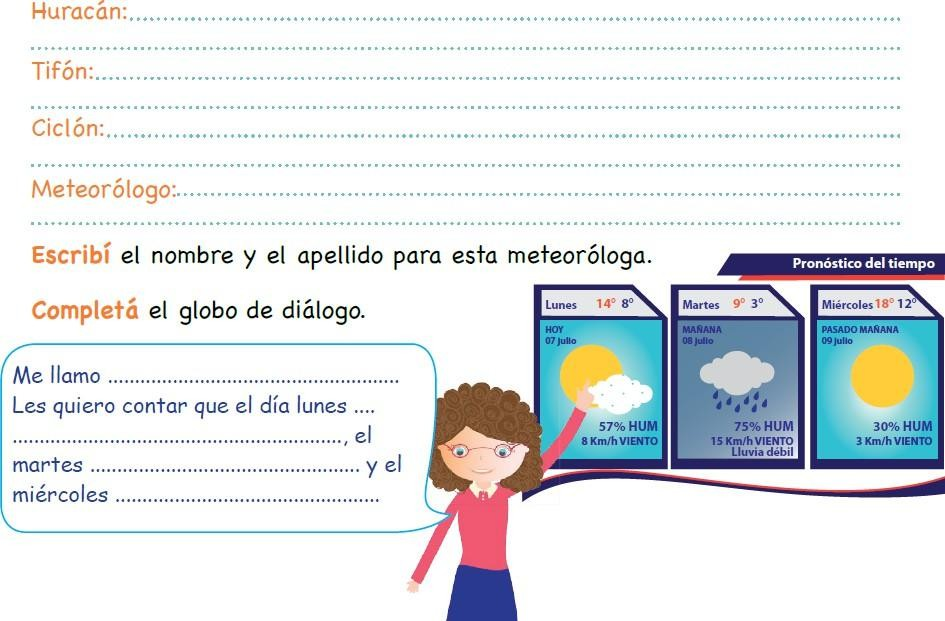 Huracán:
Tifón:
Ciclón:
Meteorólogo:
Escribí el nombre y el apellido para esta meteoróloga.
Completá el globo de diálogo.
Me llamo
Les quiero contar que el día lunes ....
, el
martes y el
miércoles
Pronóstico del tiempo
Lunes 14° 8°
HOY
07 julio
57% HUM
8 Km/h VIENTO
Martes 9° 3°
MAÑANA
08 julio
75% HUM
15 Km/h VIENTO
Lluvia débil
Miércoles 18° 12°
PASADO MAÑANA
09 julio
30% HUM
3 Km/h VIENTO